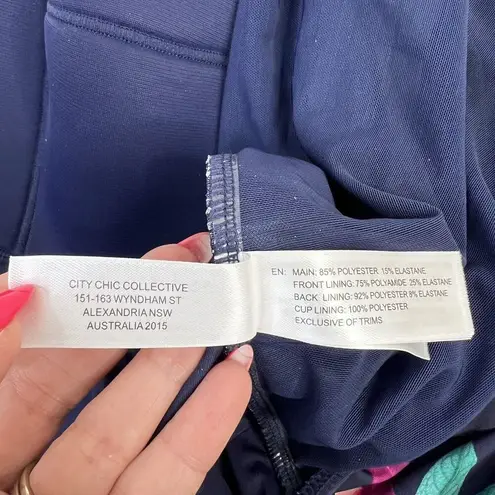 CITY CHIC COLLECTIVE
151-163 WYNDHAM ST
ALEXANDRIA NSW
AUSTRALIA 2015
EN: MAIN: 85% POLYESTER 15% ELASTANE
FRONT LINING: 75% POLYAMIDE 25% ELASTANE
BACK LINING: 92% POLYESTER 8% ELASTANE
CUP LINING: 100% POLYESTER
EXCLUSIVE OF TRIMS